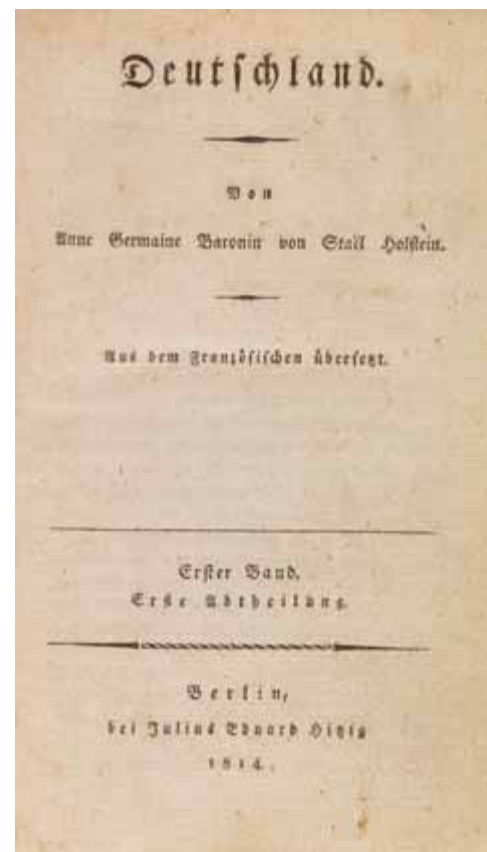 Deutſchland.
Von
Anne Germaine Baronin von Staël Holſtein.
Aus dem Franzöſiſchen überſetzt.
Erſter Band.
Erſte Abtheilung.
Berlin,
bei Julius Eduard Hitzig
1814.